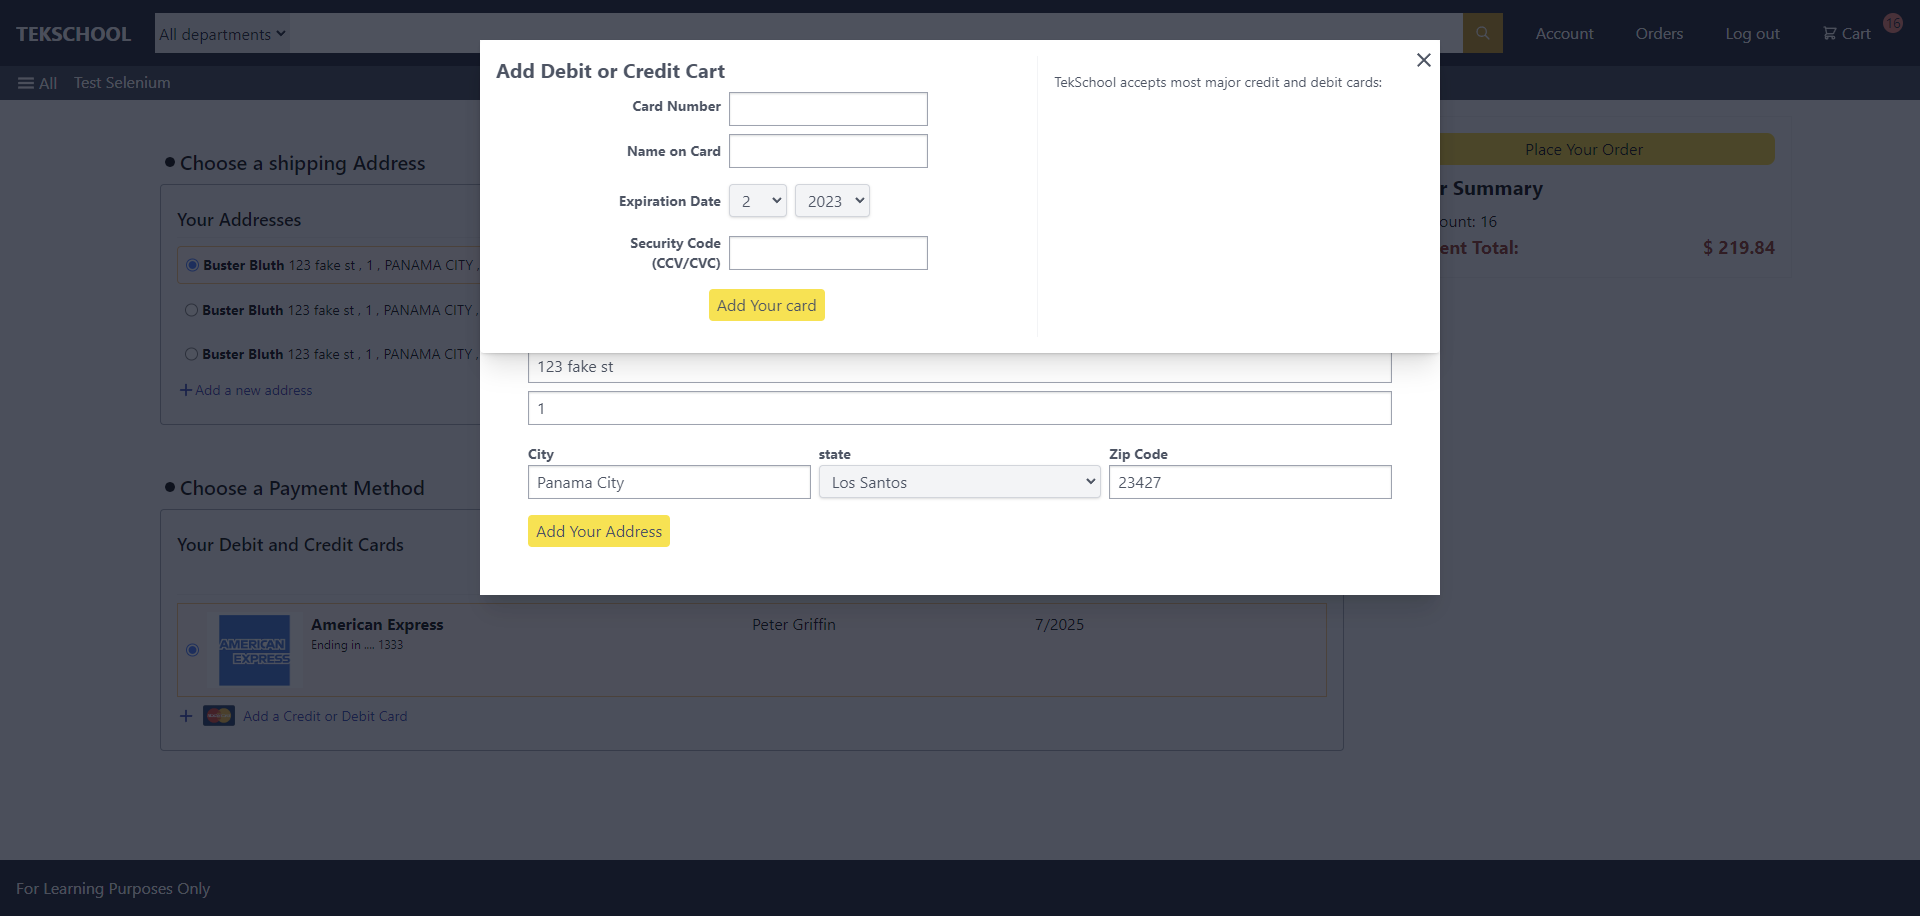 TEKSCHOOL
All departments
Account
Orders
Log out
Cart
16
All
Test Selenium
Add Debit or Credit Cart
Card Number
Name on Card
Expiration Date
2
2023
Security Code
(CCV/CVC)
Add Your card
TekSchool accepts most major credit and debit cards:
Choose a shipping Address
Your Addresses
Buster Bluth 123 fake st , 1 , PANAMA CITY ,
Buster Bluth 123 fake st , 1 , PANAMA CITY ,
Buster Bluth 123 fake st , 1 , PANAMA CITY ,
Add a new address
Place Your Order
r Summary
ount: 16
ent Total:
$ 219.84
123 fake st
1
City
state
Zip Code
Panama City
Los Santos
23427
Add Your Address
Choose a Payment Method
Your Debit and Credit Cards
AMERICAN
EXPRESS
American Express
Ending in .... 1333
Peter Griffin
7/2025
Add a Credit or Debit Card
For Learning Purposes Only